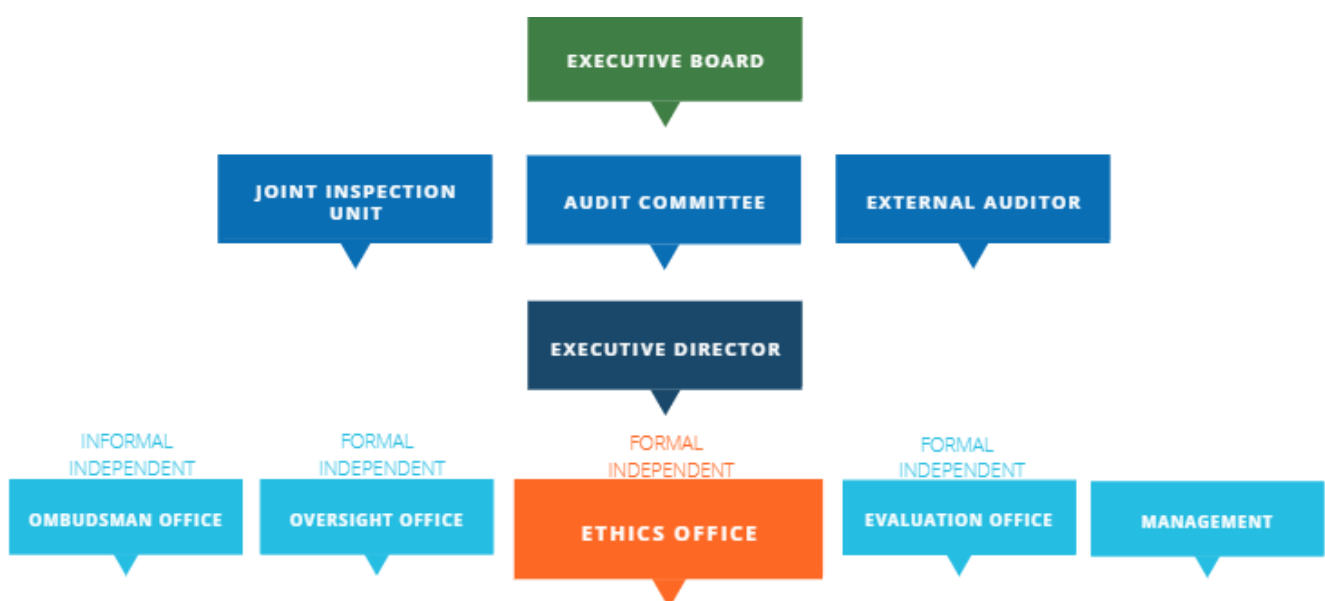 EXECUTIVE BOARD
JOINT INSPECTION
UNIT
AUDIT COMMITTEE
EXTERNAL AUDITOR
EXECUTIVE DIRECTOR
INFORMAL
INDEPENDENT
OMBUDSMAN OFFICE
FORMAL
INDEPENDENT
OVERSIGHT OFFICE
FORMAL
INDEPENDENT
ETHICS OFFICE
FORMAL
INDEPENDENT
EVALUATION OFFICE
MANAGEMENT